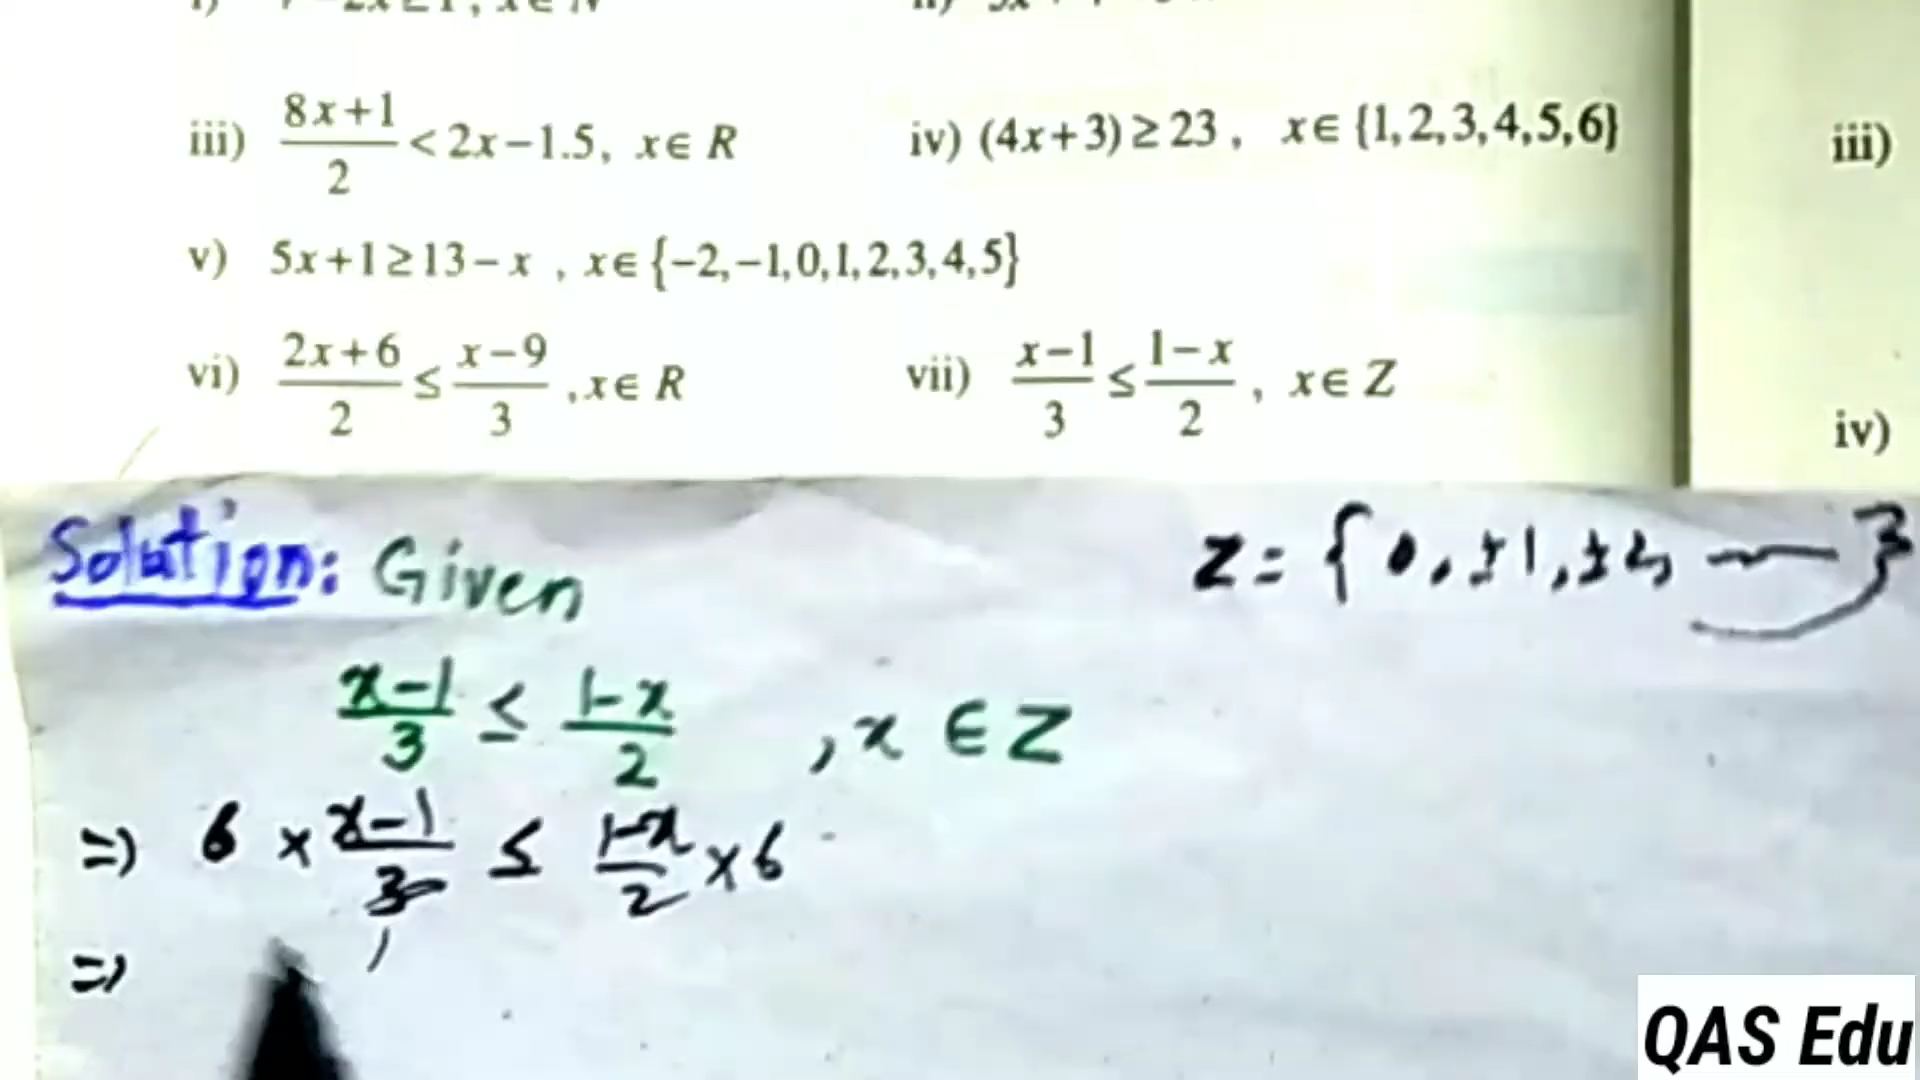 iii) (8x+1)/2 < 2x-1.5, x∈ R
iv) (4x+3) ≥ 23, x∈ {1,2,3,4,5,6}
v) 5x+1 ≥ 13-x , x∈ {-2,-1,0,1,2,3,4,5}
vi) (2x+6)/2 ≤ (x-9)/3 , x∈ R
vii) (x-1)/3 ≤ (1-x)/2 , x∈ Z
iii)
iv)
Solution: Given
Z = {0, ±1, ±2, — }
(x-1)/3 ≤ (1-x)/2 , x ∈ Z
=) 6 × (x-1)/3 ≤ (1-x)/2 × 6
=)
QAS Edu